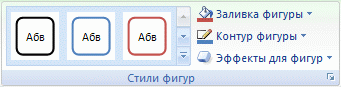 Абв Абв Абв
Заливка фигуры
Контур фигуры
Эффекты для фигур
Стили фигур